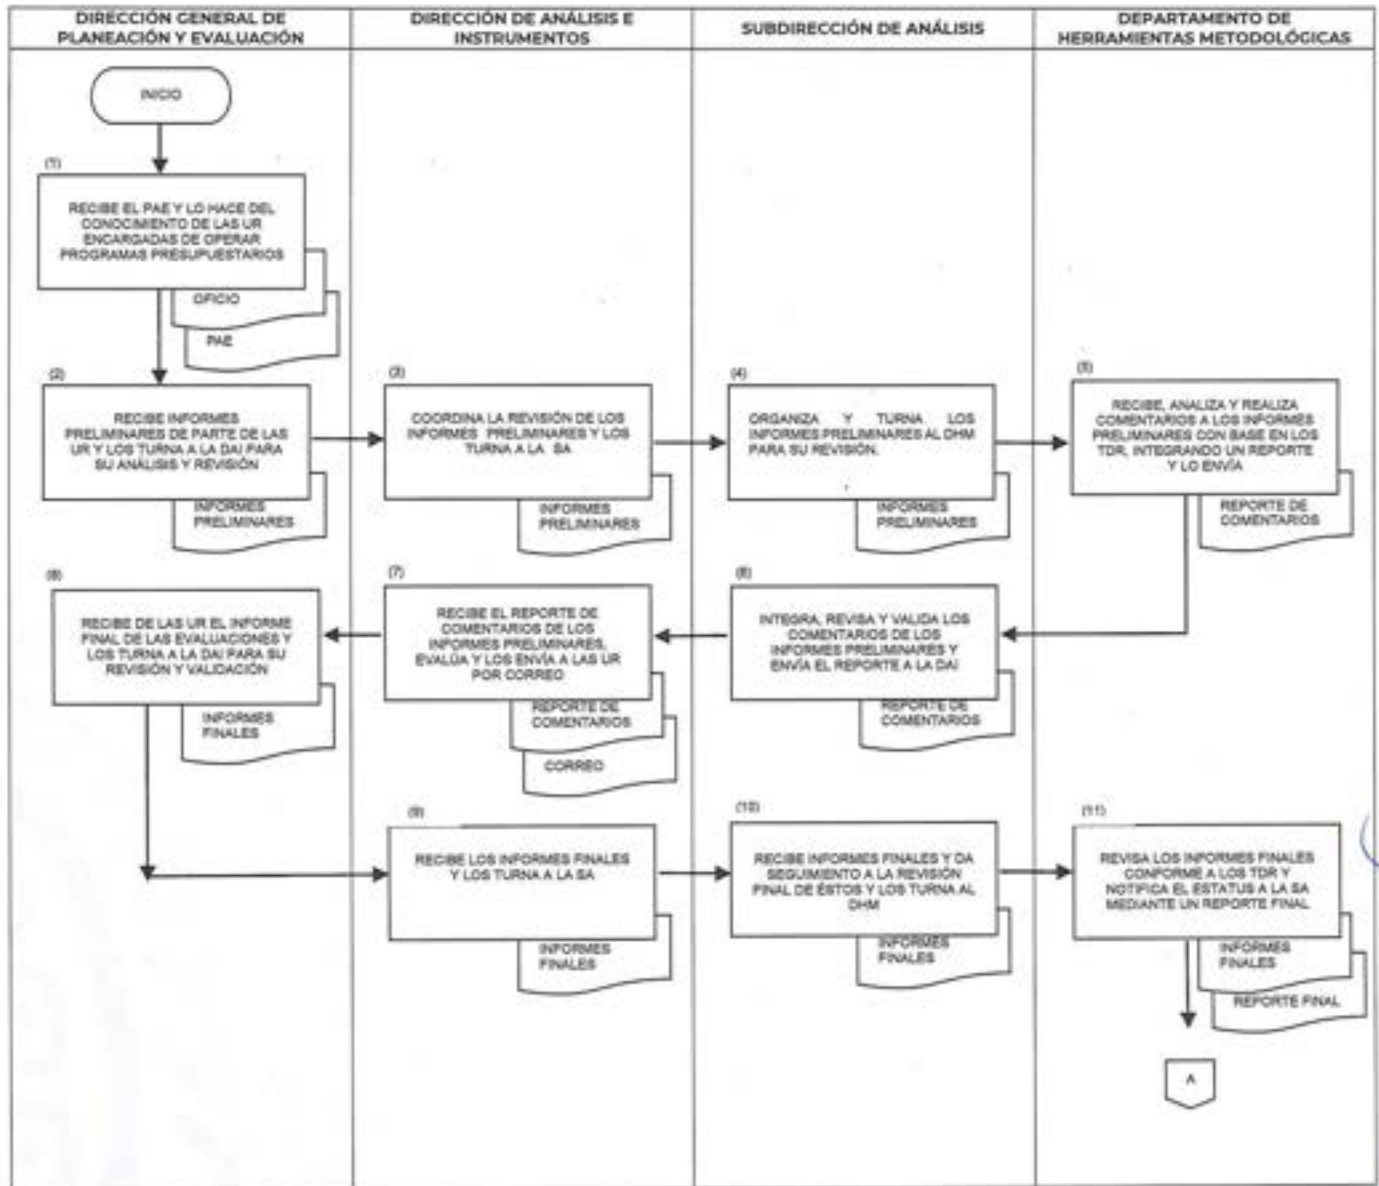 DIRECCIÓN GENERAL DE
PLANEACIÓN Y EVALUACIÓN
DIRECCIÓN DE ANÁLISIS E
INSTRUMENTOS
SUBDIRECCIÓN DE ANÁLISIS
DEPARTAMENTO DE
HERRAMIENTAS METODOLÓGICAS
INICIO
(1)
RECIBE EL PAE Y LO HACE DEL
CONOCIMIENTO DE LAS UR
ENCARGADAS DE OPERAR
PROGRAMAS PRESUPUESTARIOS
OFICIO
PAE
(2)
RECIBE INFORMES
PRELIMINARES DE PARTE DE LAS
UR Y LOS TURNA A LA DAI PARA
SU ANÁLISIS Y REVISIÓN
INFORMES
PRELIMINARES
(3)
COORDINA LA REVISIÓN DE LOS
INFORMES PRELIMINARES Y LOS
TURNA A LA SA
INFORMES
PRELIMINARES
(4)
ORGANIZA Y TURNA LOS
INFORMES PRELIMINARES AL DHM
PARA SU REVISIÓN.
INFORMES
PRELIMINARES
(5)
RECIBE, ANALIZA Y REALIZA
COMENTARIOS A LOS INFORMES
PRELIMINARES CON BASE EN LOS
TDR, INTEGRANDO UN REPORTE
Y LO ENVÍA
REPORTE DE
COMENTARIOS
(8)
RECIBE DE LAS UR EL INFORME
FINAL DE LAS EVALUACIONES Y
LOS TURNA A LA DAI PARA SU
REVISIÓN Y VALIDACIÓN
INFORMES
FINALES
(7)
RECIBE EL REPORTE DE
COMENTARIOS DE LOS
INFORMES PRELIMINARES,
EVALÚA Y LOS ENVÍA A LAS UR
POR CORREO
REPORTE DE
COMENTARIOS
CORREO
(6)
INTEGRA, REVISA Y VALIDA LOS
COMENTARIOS DE LOS
INFORMES PRELIMINARES Y
ENVÍA EL REPORTE A LA DAI
REPORTE DE
COMENTARIOS
(9)
RECIBE LOS INFORMES FINALES
Y LOS TURNA A LA SA
INFORMES
FINALES
(10)
RECIBE INFORMES FINALES Y DA
SEGUIMIENTO A LA REVISIÓN
FINAL DE ÉSTOS Y LOS TURNA AL
DHM
INFORMES
FINALES
(11)
REVISA LOS INFORMES FINALES
CONFORME A LOS TDR Y
NOTIFICA EL ESTATUS A LA SA
MEDIANTE UN REPORTE FINAL
INFORMES
FINALES
REPORTE FINAL
A